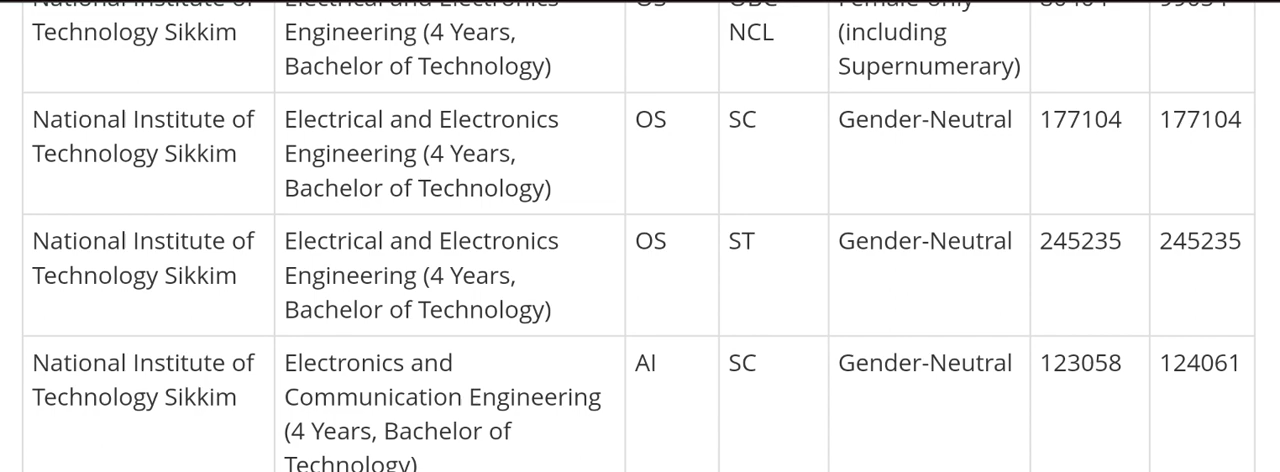 Technology Sikkim
Engineering (4 Years,
Bachelor of Technology)
NCL
(including
Supernumerary)
National Institute of
Technology Sikkim
Electrical and Electronics
Engineering (4 Years,
Bachelor of Technology)
OS
SC
Gender-Neutral
177104
177104
National Institute of
Technology Sikkim
Electrical and Electronics
Engineering (4 Years,
Bachelor of Technology)
OS
ST
Gender-Neutral
245235
245235
National Institute of
Technology Sikkim
Electronics and
Communication Engineering
(4 Years, Bachelor of
Technology)
AI
SC
Gender-Neutral
123058
124061